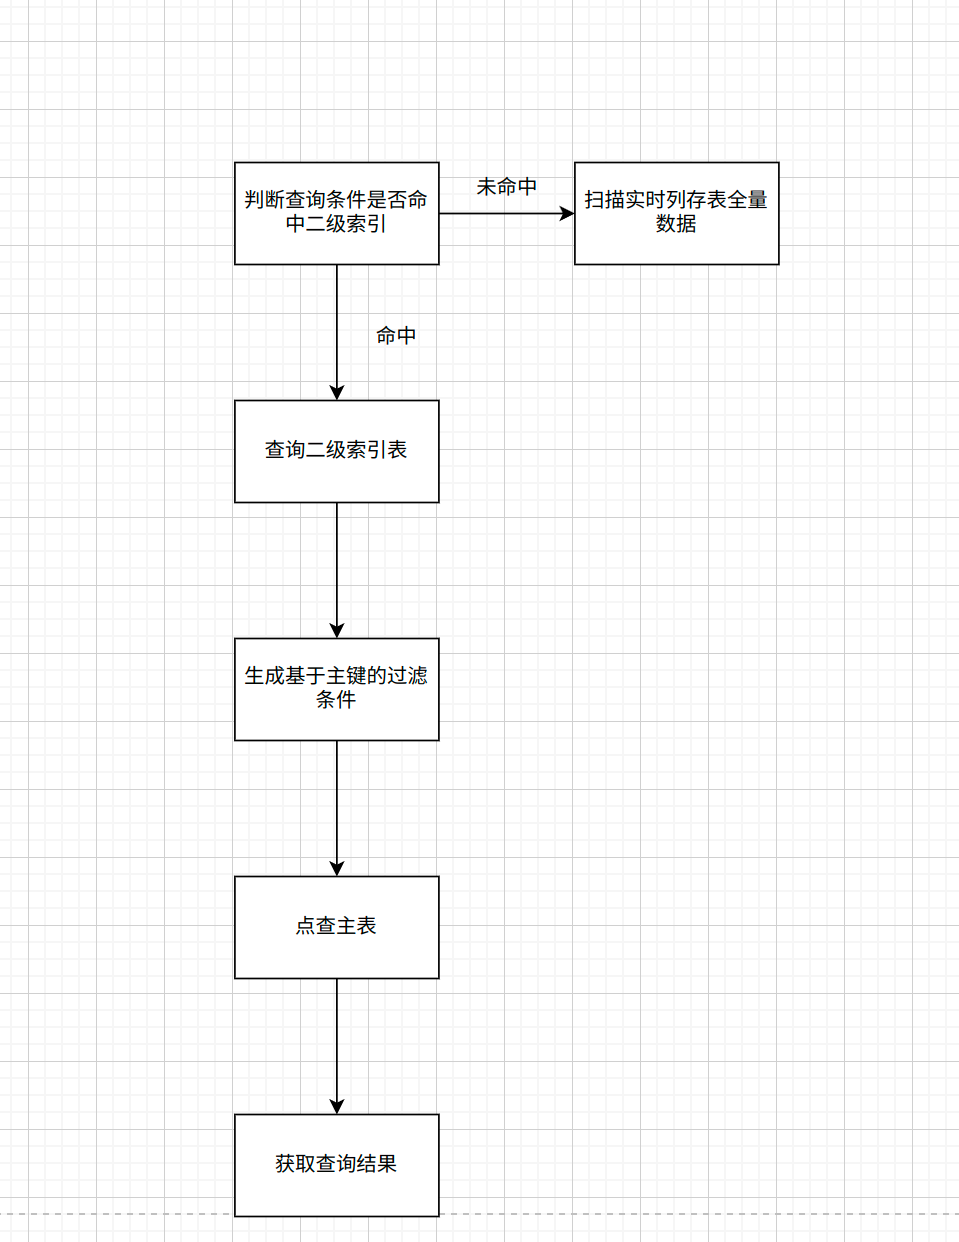 判断查询条件是否命
中二级索引
未命中
扫描实时列存表全量
数据
命中
查询二级索引表
生成基于主键的过滤
条件
点查主表
获取查询结果